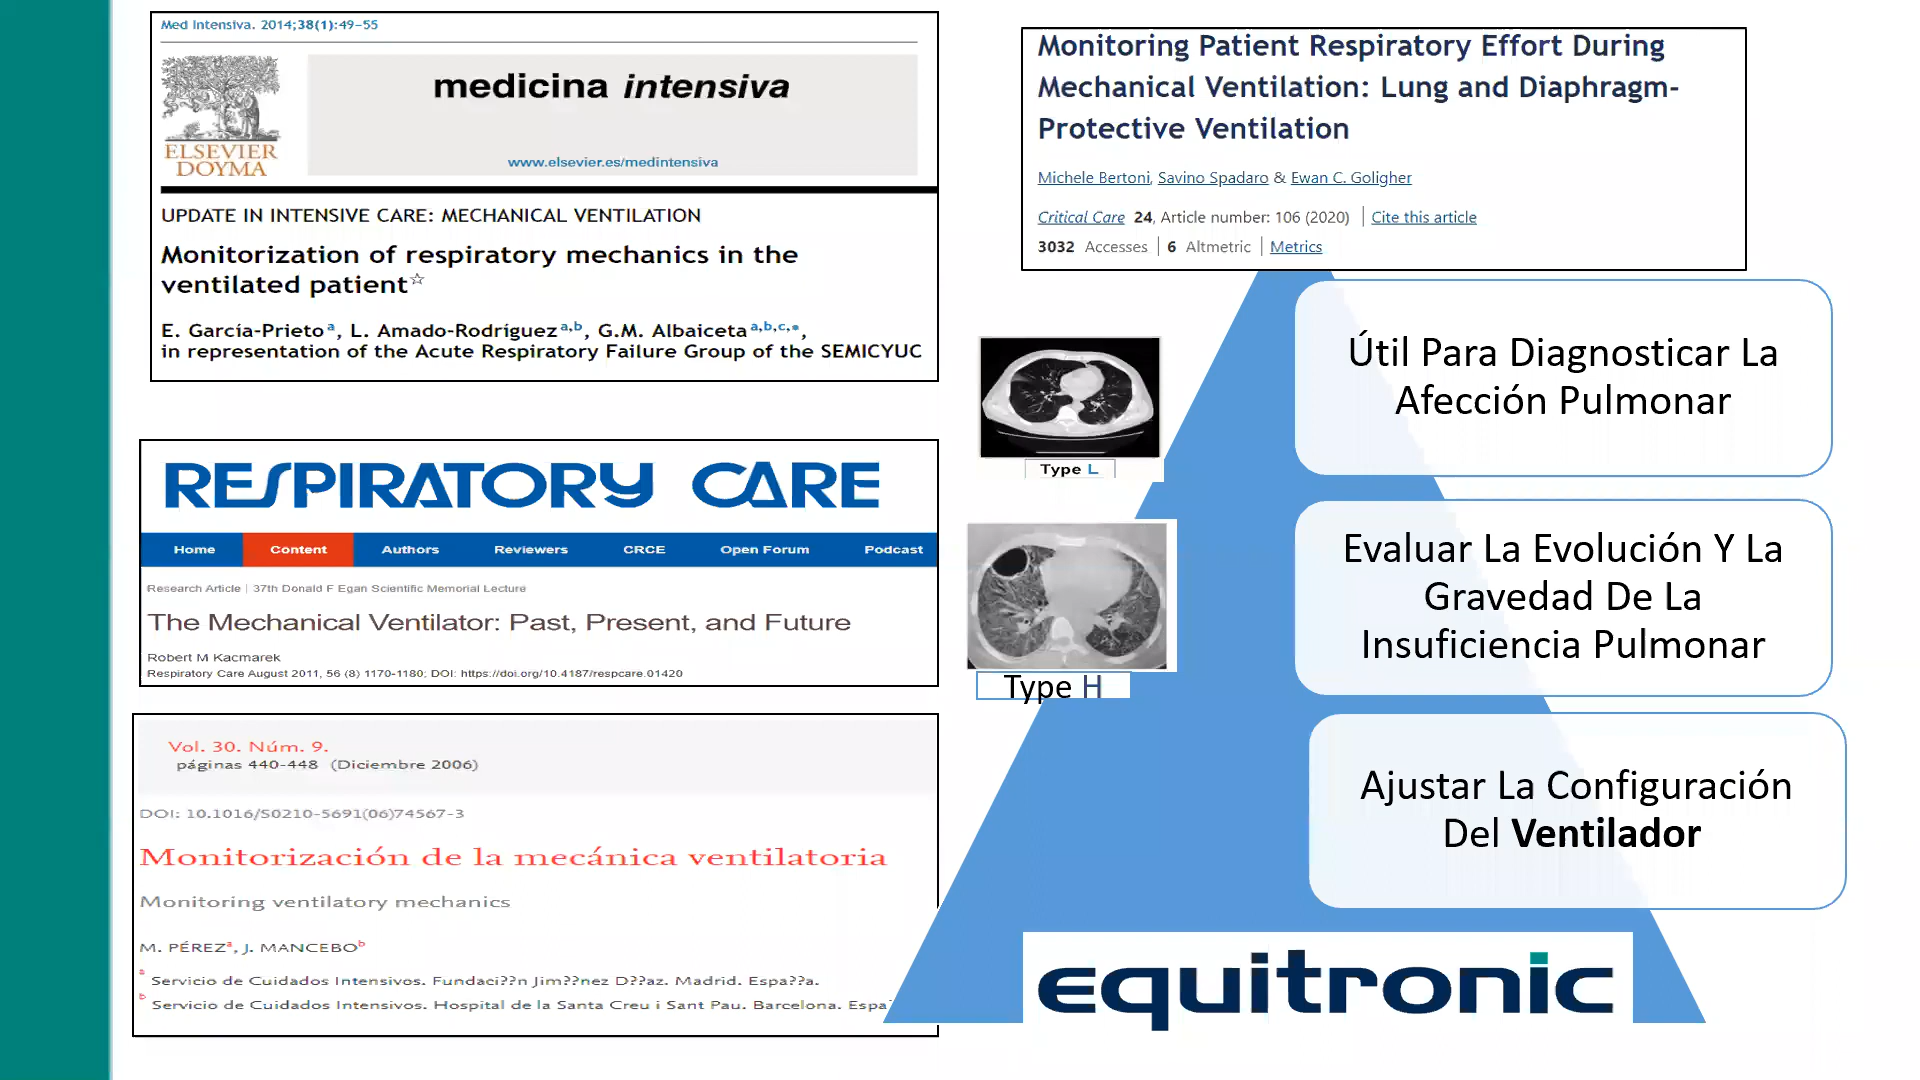 Med Intensiva. 2014;38(1):49–55
ELSEVIER
DOYMA
medicina intensiva
www.elsevier.es/medintensiva
UPDATE IN INTENSIVE CARE: MECHANICAL VENTILATION
Monitorization of respiratory mechanics in the
ventilated patient☆
E. García-Prieto a, L. Amado-Rodríguez a,b, G.M. Albaiceta a,b,c,*,
in representation of the Acute Respiratory Failure Group of the SEMICYUC
RESPIRATORY CARE
Home Content Authors Reviewers CRCE Open Forum Podcast
Research Article | 37th Donald F Egan Scientific Memorial Lecture
The Mechanical Ventilator: Past, Present, and Future
Robert M Kacmarek
Respiratory Care August 2011, 56 (8) 1170-1180; DOI: https://doi.org/10.4187/respcare.01420
Vol. 30. Núm. 9.
páginas 440-448 (Diciembre 2006)
DOI: 10.1016/S0210-5691(06)74567-3
Monitorización de la mecánica ventilatoria
Monitoring ventilatory mechanics
M. PÉREZ a, J. MANCEBO b
a Servicio de Cuidados Intensivos. Fundaci??n Jim??nez D??az. Madrid. Espa??a.
b Servicio de Cuidados Intensivos. Hospital de la Santa Creu i Sant Pau. Barcelona. Espa
Monitoring Patient Respiratory Effort During
Mechanical Ventilation: Lung and Diaphragm-
Protective Ventilation
Michele Bertoni, Savino Spadaro & Ewan C. Goligher
Critical Care 24, Article number: 106 (2020) | Cite this article
3032 Accesses | 6 Altmetric | Metrics
Type L
Type H
Útil Para Diagnosticar La
Afección Pulmonar
Evaluar La Evolución Y La
Gravedad De La
Insuficiencia Pulmonar
Ajustar La Configuración
Del Ventilador
equitronic